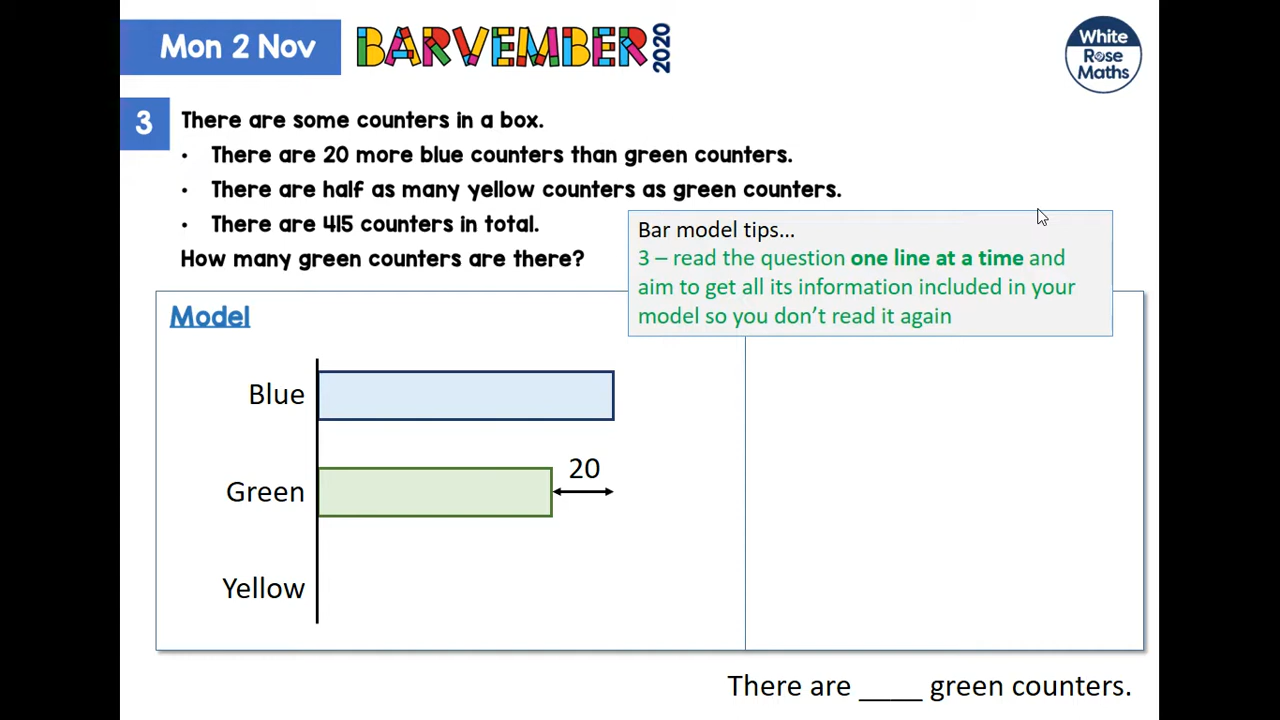 Mon 2 Nov
BARVEMBER 2020
White
Rose
Maths
3
There are some counters in a box.
• There are 20 more blue counters than green counters.
• There are half as many yellow counters as green counters.
• There are 415 counters in total.
How many green counters are there?
Bar model tips...
3 – read the question one line at a time and
aim to get all its information included in your
model so you don't read it again
Model
Blue
20
Green
Yellow
There are ____ green counters.